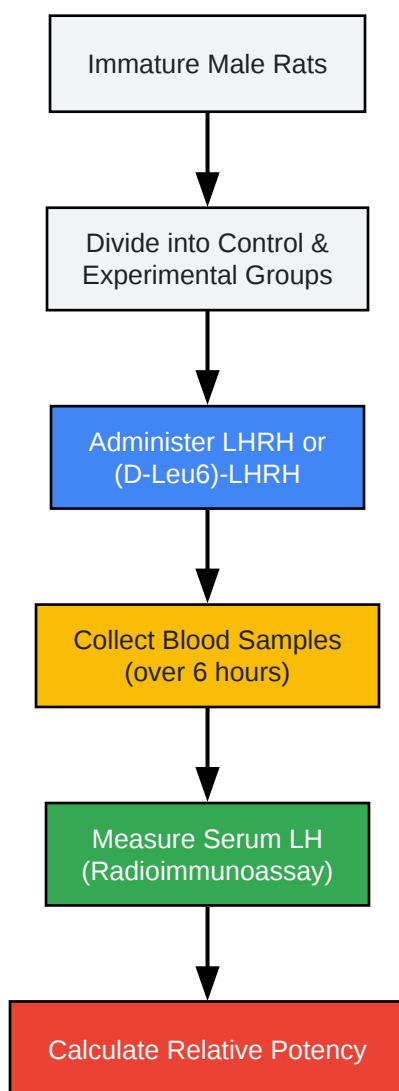 Immature Male Rats
Divide into Control &
Experimental Groups
Administer LHRH or
(D-Leu6)-LHRH
Collect Blood Samples
(over 6 hours)
Measure Serum LH
(Radioimmunoassay)
Calculate Relative Potency